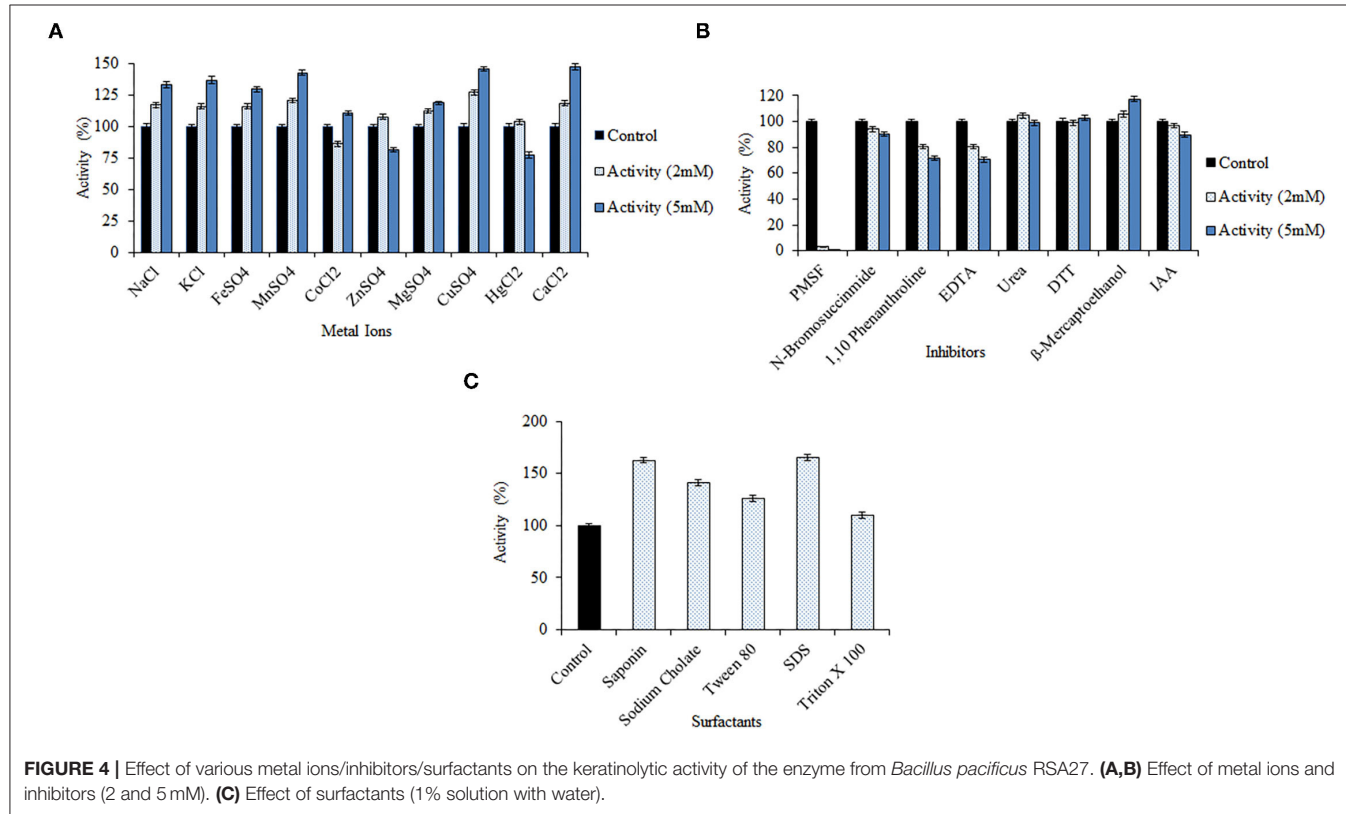 A
150
125
100
75
50
25
0
Activity (%)
NaCl
KCl
FeSO4
MnSO4
CoCl2
ZnSO4
MgSO4
CuSO4
HgCl2
CaCl2
Metal Ions
Control
Activity (2mM)
Activity (5mM)
B
120
100
80
60
40
20
0
Activity (%)
PMSF
N-Bromosuccinmide
1,10 Phenanthroline
EDTA
Urea
DTT
ß-Mercaptoethanol
IAA
Inhibitors
Control
Activity (2mM)
Activity (5mM)
C
200
150
100
50
0
Activity (%)
Control
Saponin
Sodium Cholate
Tween 80
SDS
Triton X 100
Surfactants
FIGURE 4 | Effect of various metal ions/inhibitors/surfactants on the keratinolytic activity of the enzyme from Bacillus pacificus RSA27. (A,B) Effect of metal ions and
inhibitors (2 and 5 mM). (C) Effect of surfactants (1% solution with water).